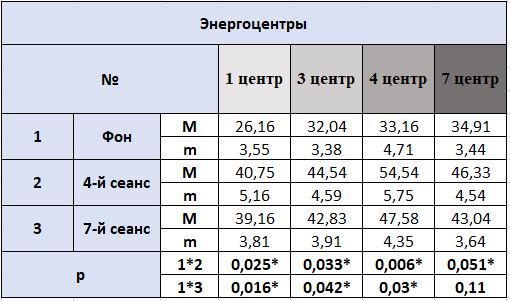 Энергоцентры
№ 1 центр 3 центр 4 центр 7 центр
1 Фон M 26,16 32,04 33,16 34,91
m 3,55 3,38 4,71 3,44
2 4-й сеанс M 40,75 44,54 54,54 46,33
m 5,16 4,59 5,75 4,54
3 7-й сеанс M 39,16 42,83 47,58 43,04
m 3,81 3,91 4,35 3,64
p 1*2 0,025* 0,033* 0,006* 0,051*
1*3 0,016* 0,042* 0,03* 0,11